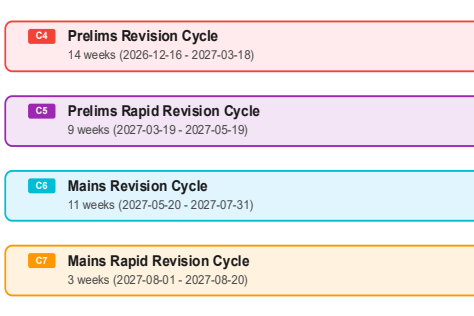 C4 Prelims Revision Cycle
14 weeks (2026-12-16 - 2027-03-18)
C5 Prelims Rapid Revision Cycle
9 weeks (2027-03-19 - 2027-05-19)
C6 Mains Revision Cycle
11 weeks (2027-05-20 - 2027-07-31)
C7 Mains Rapid Revision Cycle
3 weeks (2027-08-01 - 2027-08-20)